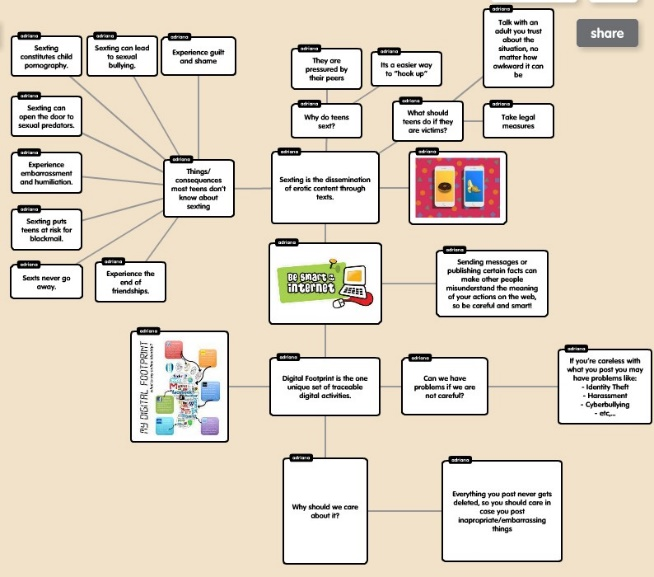 share
adriana
Sexting
constitutes child
pornography.
adriana
Sexting can lead
to sexual
bullying.
adriana
Experience guilt
and shame
adriana
They are
pressured by
their peers
adriana
Its a easier way
to "hook up"
adriana
Talk with an
adult you trust
about the
situation, no
matter how
awkward it can
be
adriana
Sexting can
open the door to
sexual predators.
adriana
Why do teens
sext?
adriana
What should
teens do if they
are victims?
adriana
Take legal
measures
adriana
Experience
embarrassment
and humiliation.
adriana
Things/
consequences
most teens don't
know about
sexting
adriana
Sexting is the dissemination
of erotic content through
texts.
adriana
adriana
Sexting puts
teens at risk for
blackmail.
adriana
Sexts never go
away.
adriana
Experience the
end of
friendships.
adriana
Be smart on
internet
adriana
Sending messages or
publishing certain facts can
make other people
misunderstand the meaning
of your actions on the web,
so be careful and smart!
adriana
MY DIGITAL FOOTPRINT
adriana
Digital Footprint is the one
unique set of traceable
digital activities.
adriana
Can we have
problems if we are
not careful?
adriana
If you're careless with
what you post you may
have problems like:
- Identity Theft
- Harassment
- Cyberbullying
- etc,..
adriana
Why should we care
about it?
adriana
Everything you post never gets
deleted, so you should care in
case you post
inapropriate/embarrassing
things